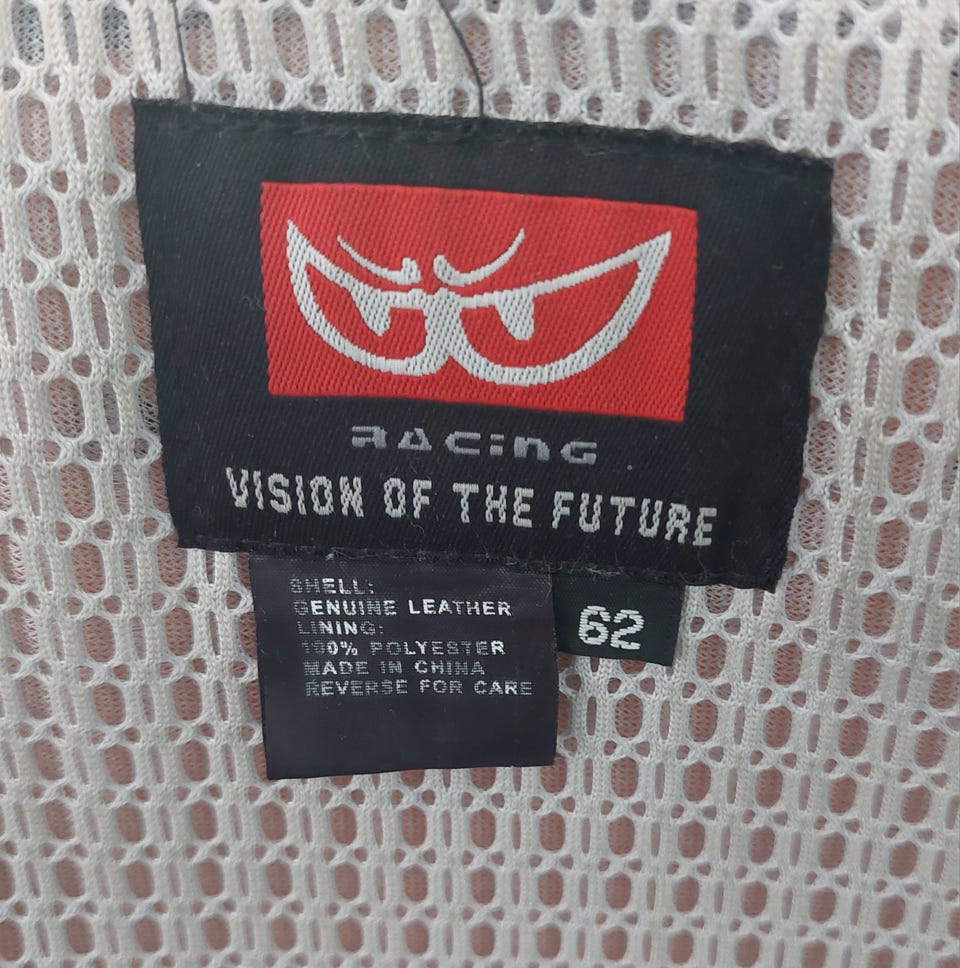 RACING
VISION OF THE FUTURE
SHELL:
GENUINE LEATHER
LINING:
100% POLYESTER
MADE IN CHINA
REVERSE FOR CARE
62